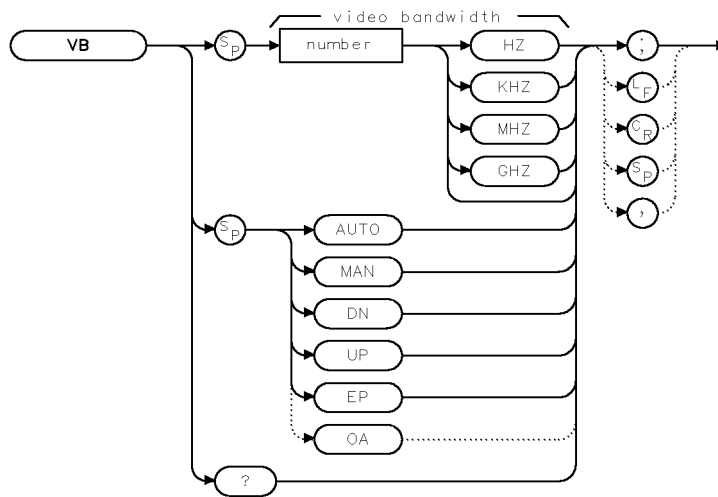 video bandwidth
VB
SP
number
HZ
;
KHZ
LF
MHZ
CR
GHZ
SP
,
SP
AUTO
MAN
DN
UP
EP
OA
?